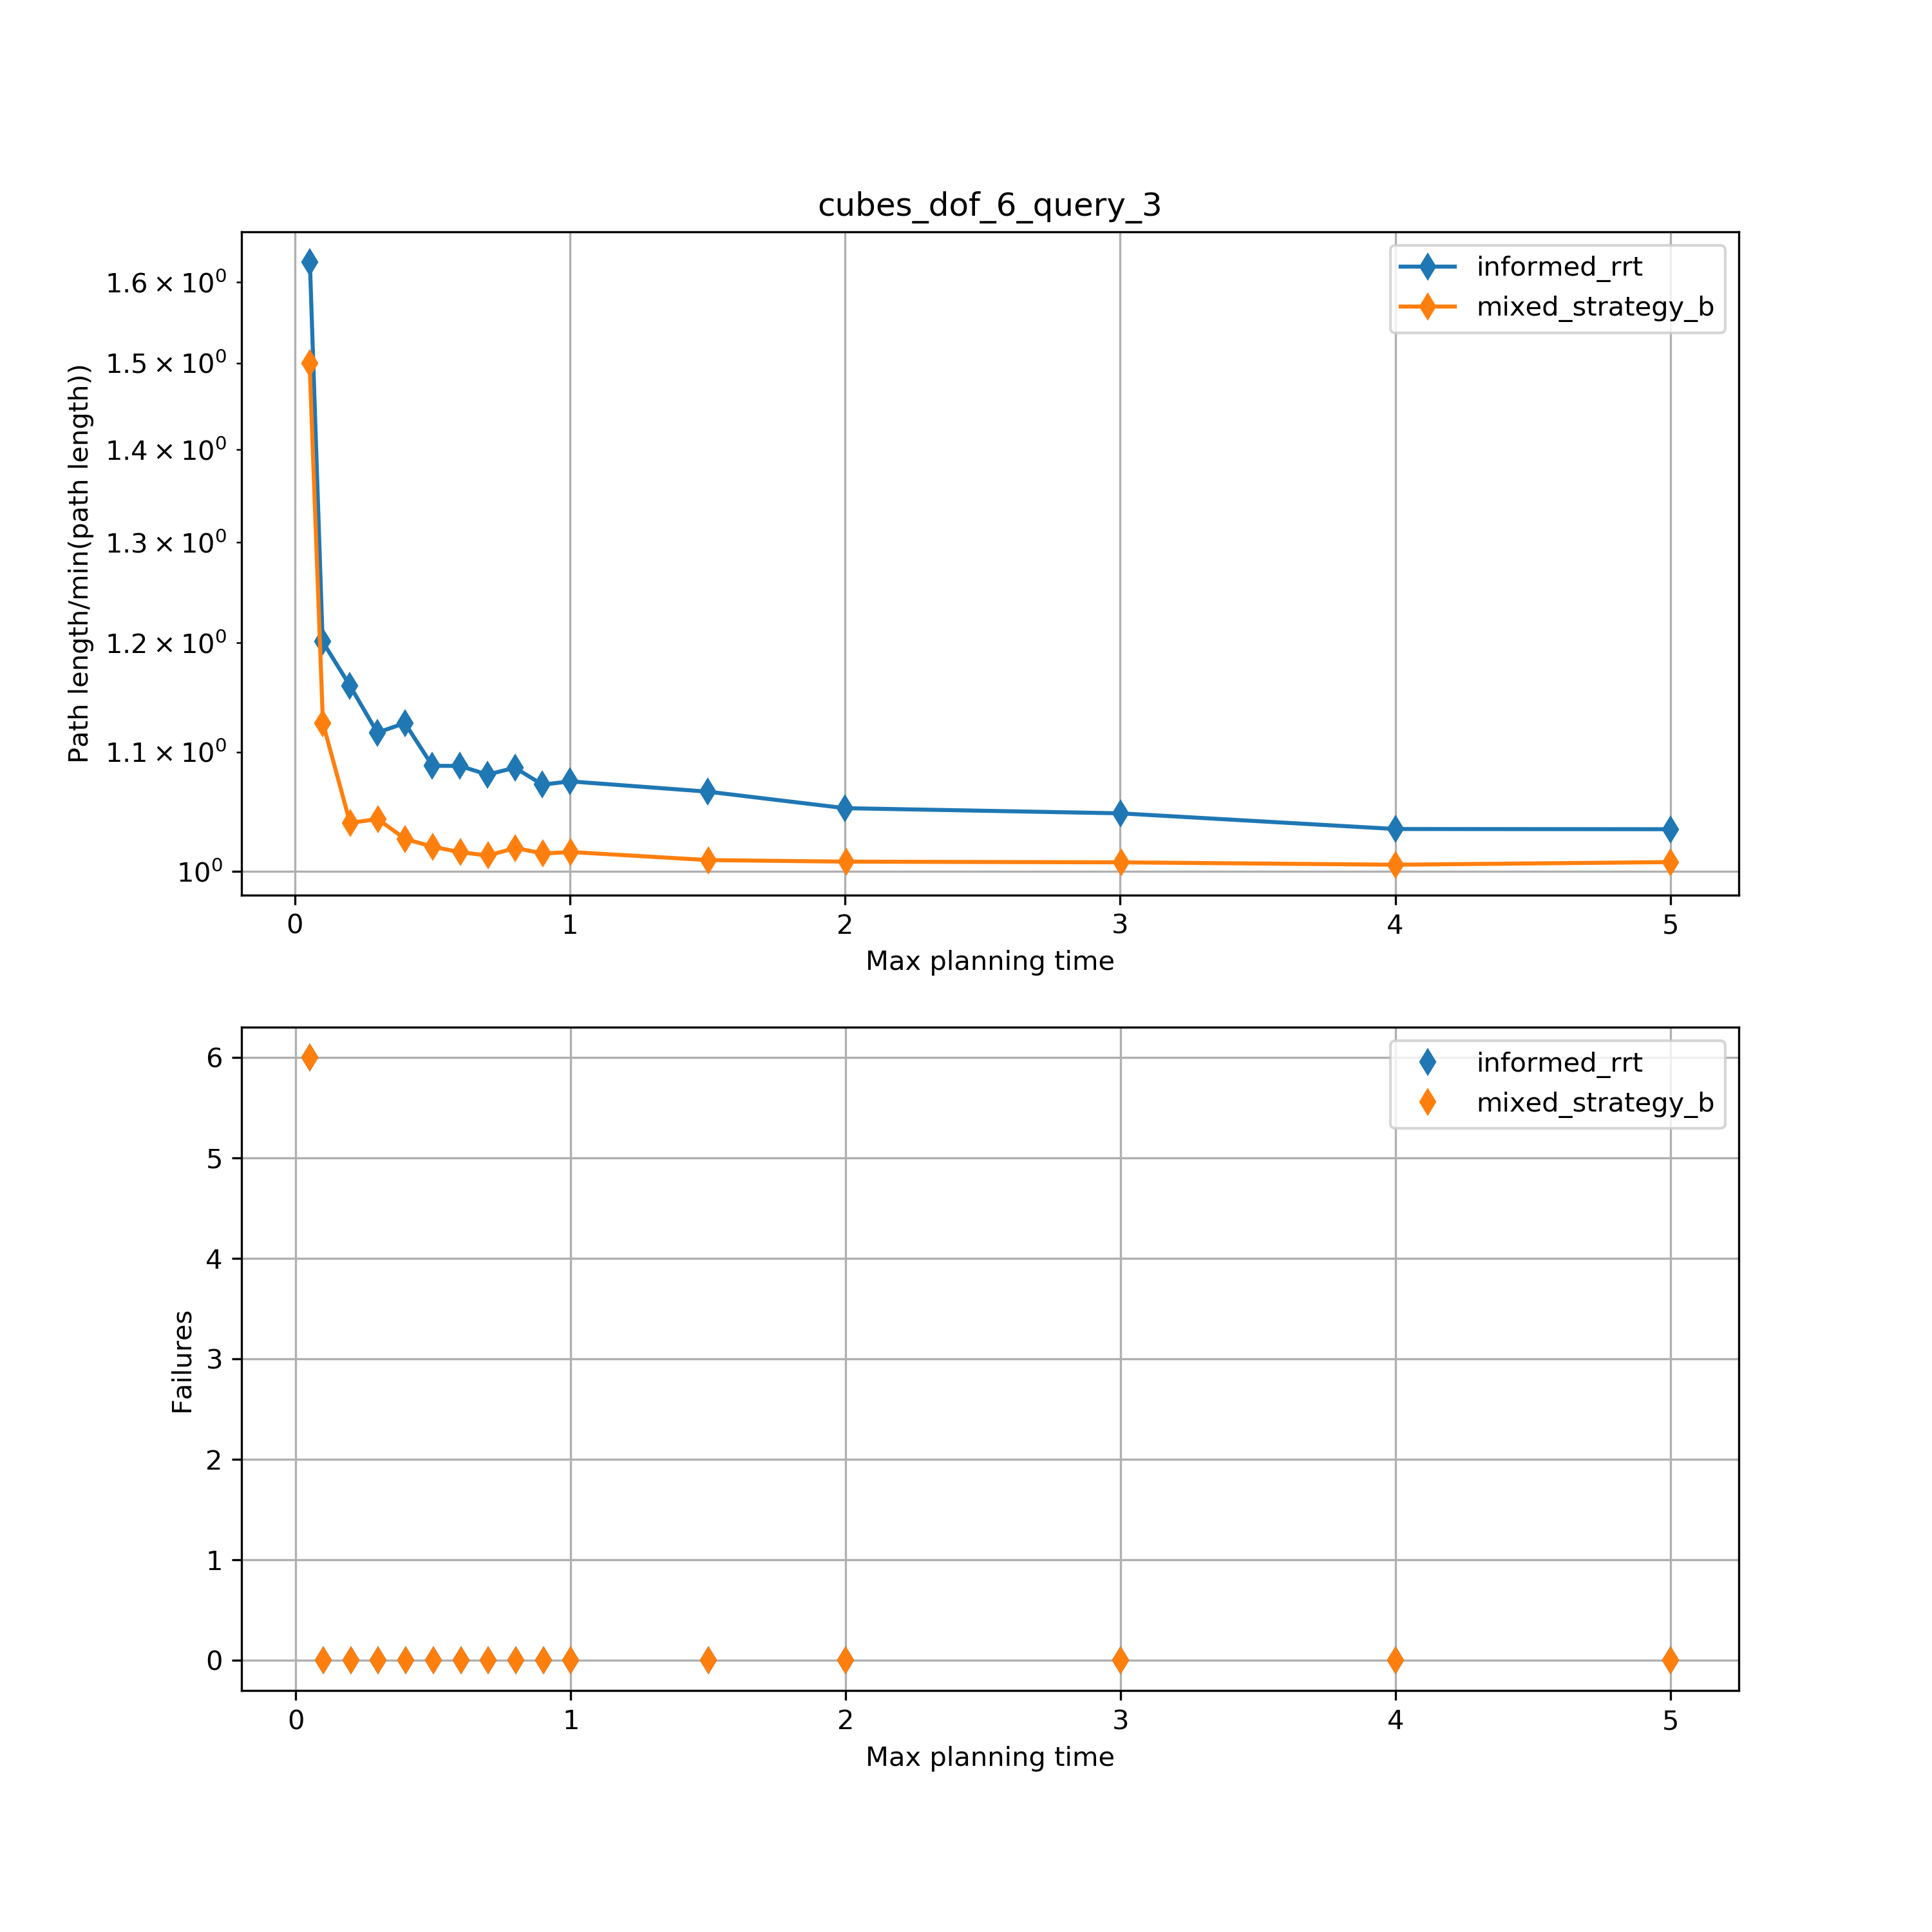 cubes_dof_6_query_3
Path length/min(path length))
1.6 × 10⁰
1.5 × 10⁰
1.4 × 10⁰
1.3 × 10⁰
1.2 × 10⁰
1.1 × 10⁰
10⁰
informed_rrt
mixed_strategy_b
0 1 2 3 4 5
Max planning time
Failures
6
5
4
3
2
1
0
informed_rrt
mixed_strategy_b
0 1 2 3 4 5
Max planning time